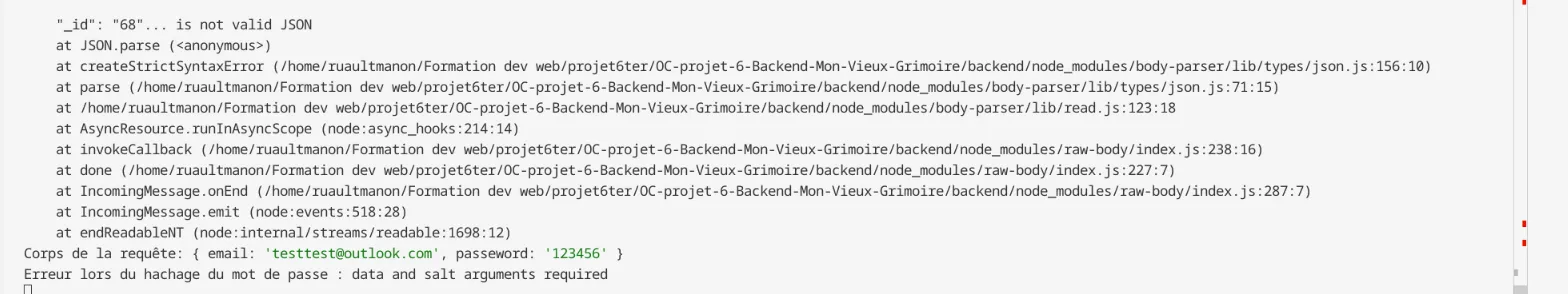 "_id": "68"... is not valid JSON
at JSON.parse (<anonymous>)
at createStrictSyntaxError (/home/ruaultmanon/Formation dev web/projet6ter/OC-projet-6-Backend-Mon-Vieux-Grimoire/backend/node_modules/body-parser/lib/types/json.js:156:10)
at parse (/home/ruaultmanon/Formation dev web/projet6ter/OC-projet-6-Backend-Mon-Vieux-Grimoire/backend/node_modules/body-parser/lib/types/json.js:71:15)
at /home/ruaultmanon/Formation dev web/projet6ter/OC-projet-6-Backend-Mon-Vieux-Grimoire/backend/node_modules/body-parser/lib/read.js:123:18
at AsyncResource.runInAsyncScope (node:async_hooks:214:14)
at invokeCallback (/home/ruaultmanon/Formation dev web/projet6ter/OC-projet-6-Backend-Mon-Vieux-Grimoire/backend/node_modules/raw-body/index.js:238:16)
at done (/home/ruaultmanon/Formation dev web/projet6ter/OC-projet-6-Backend-Mon-Vieux-Grimoire/backend/node_modules/raw-body/index.js:227:7)
at IncomingMessage.onEnd (/home/ruaultmanon/Formation dev web/projet6ter/OC-projet-6-Backend-Mon-Vieux-Grimoire/backend/node_modules/raw-body/index.js:287:7)
at IncomingMessage.emit (node:events:518:28)
at endReadableNT (node:internal/streams/readable:1698:12)
Corps de la requête: { email: 'testtest@outlook.com', passeword: '123456' }
Erreur lors du hachage du mot de passe : data and salt arguments required